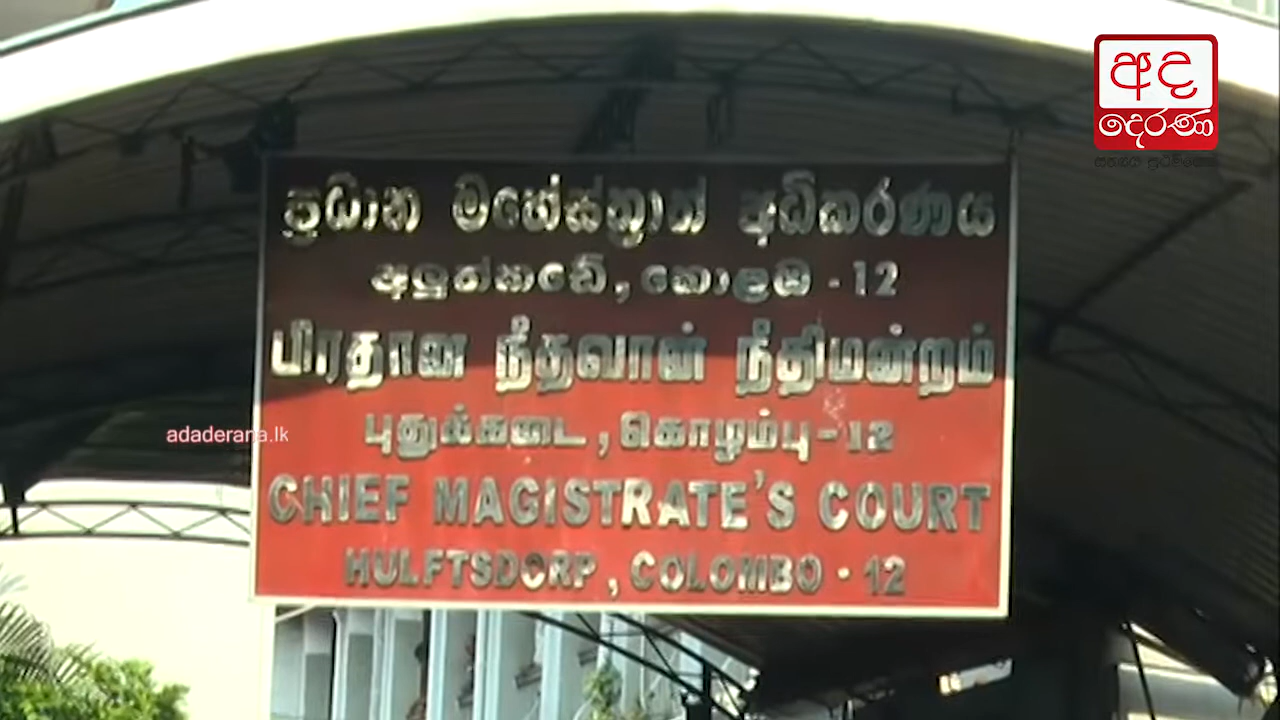 අද
දෙරණ
ප්‍රධාන මහේස්ත්‍රාත් අධිකරණය
අලුත්කඩේ, කොළඹ - 12
பிரதான நீதவான் நீதிமன்றம்
புதுக்கடை, கொழும்பு - 12
adaderana.lk
CHIEF MAGISTRATE'S COURT
HULFTSDORP, COLOMBO - 12